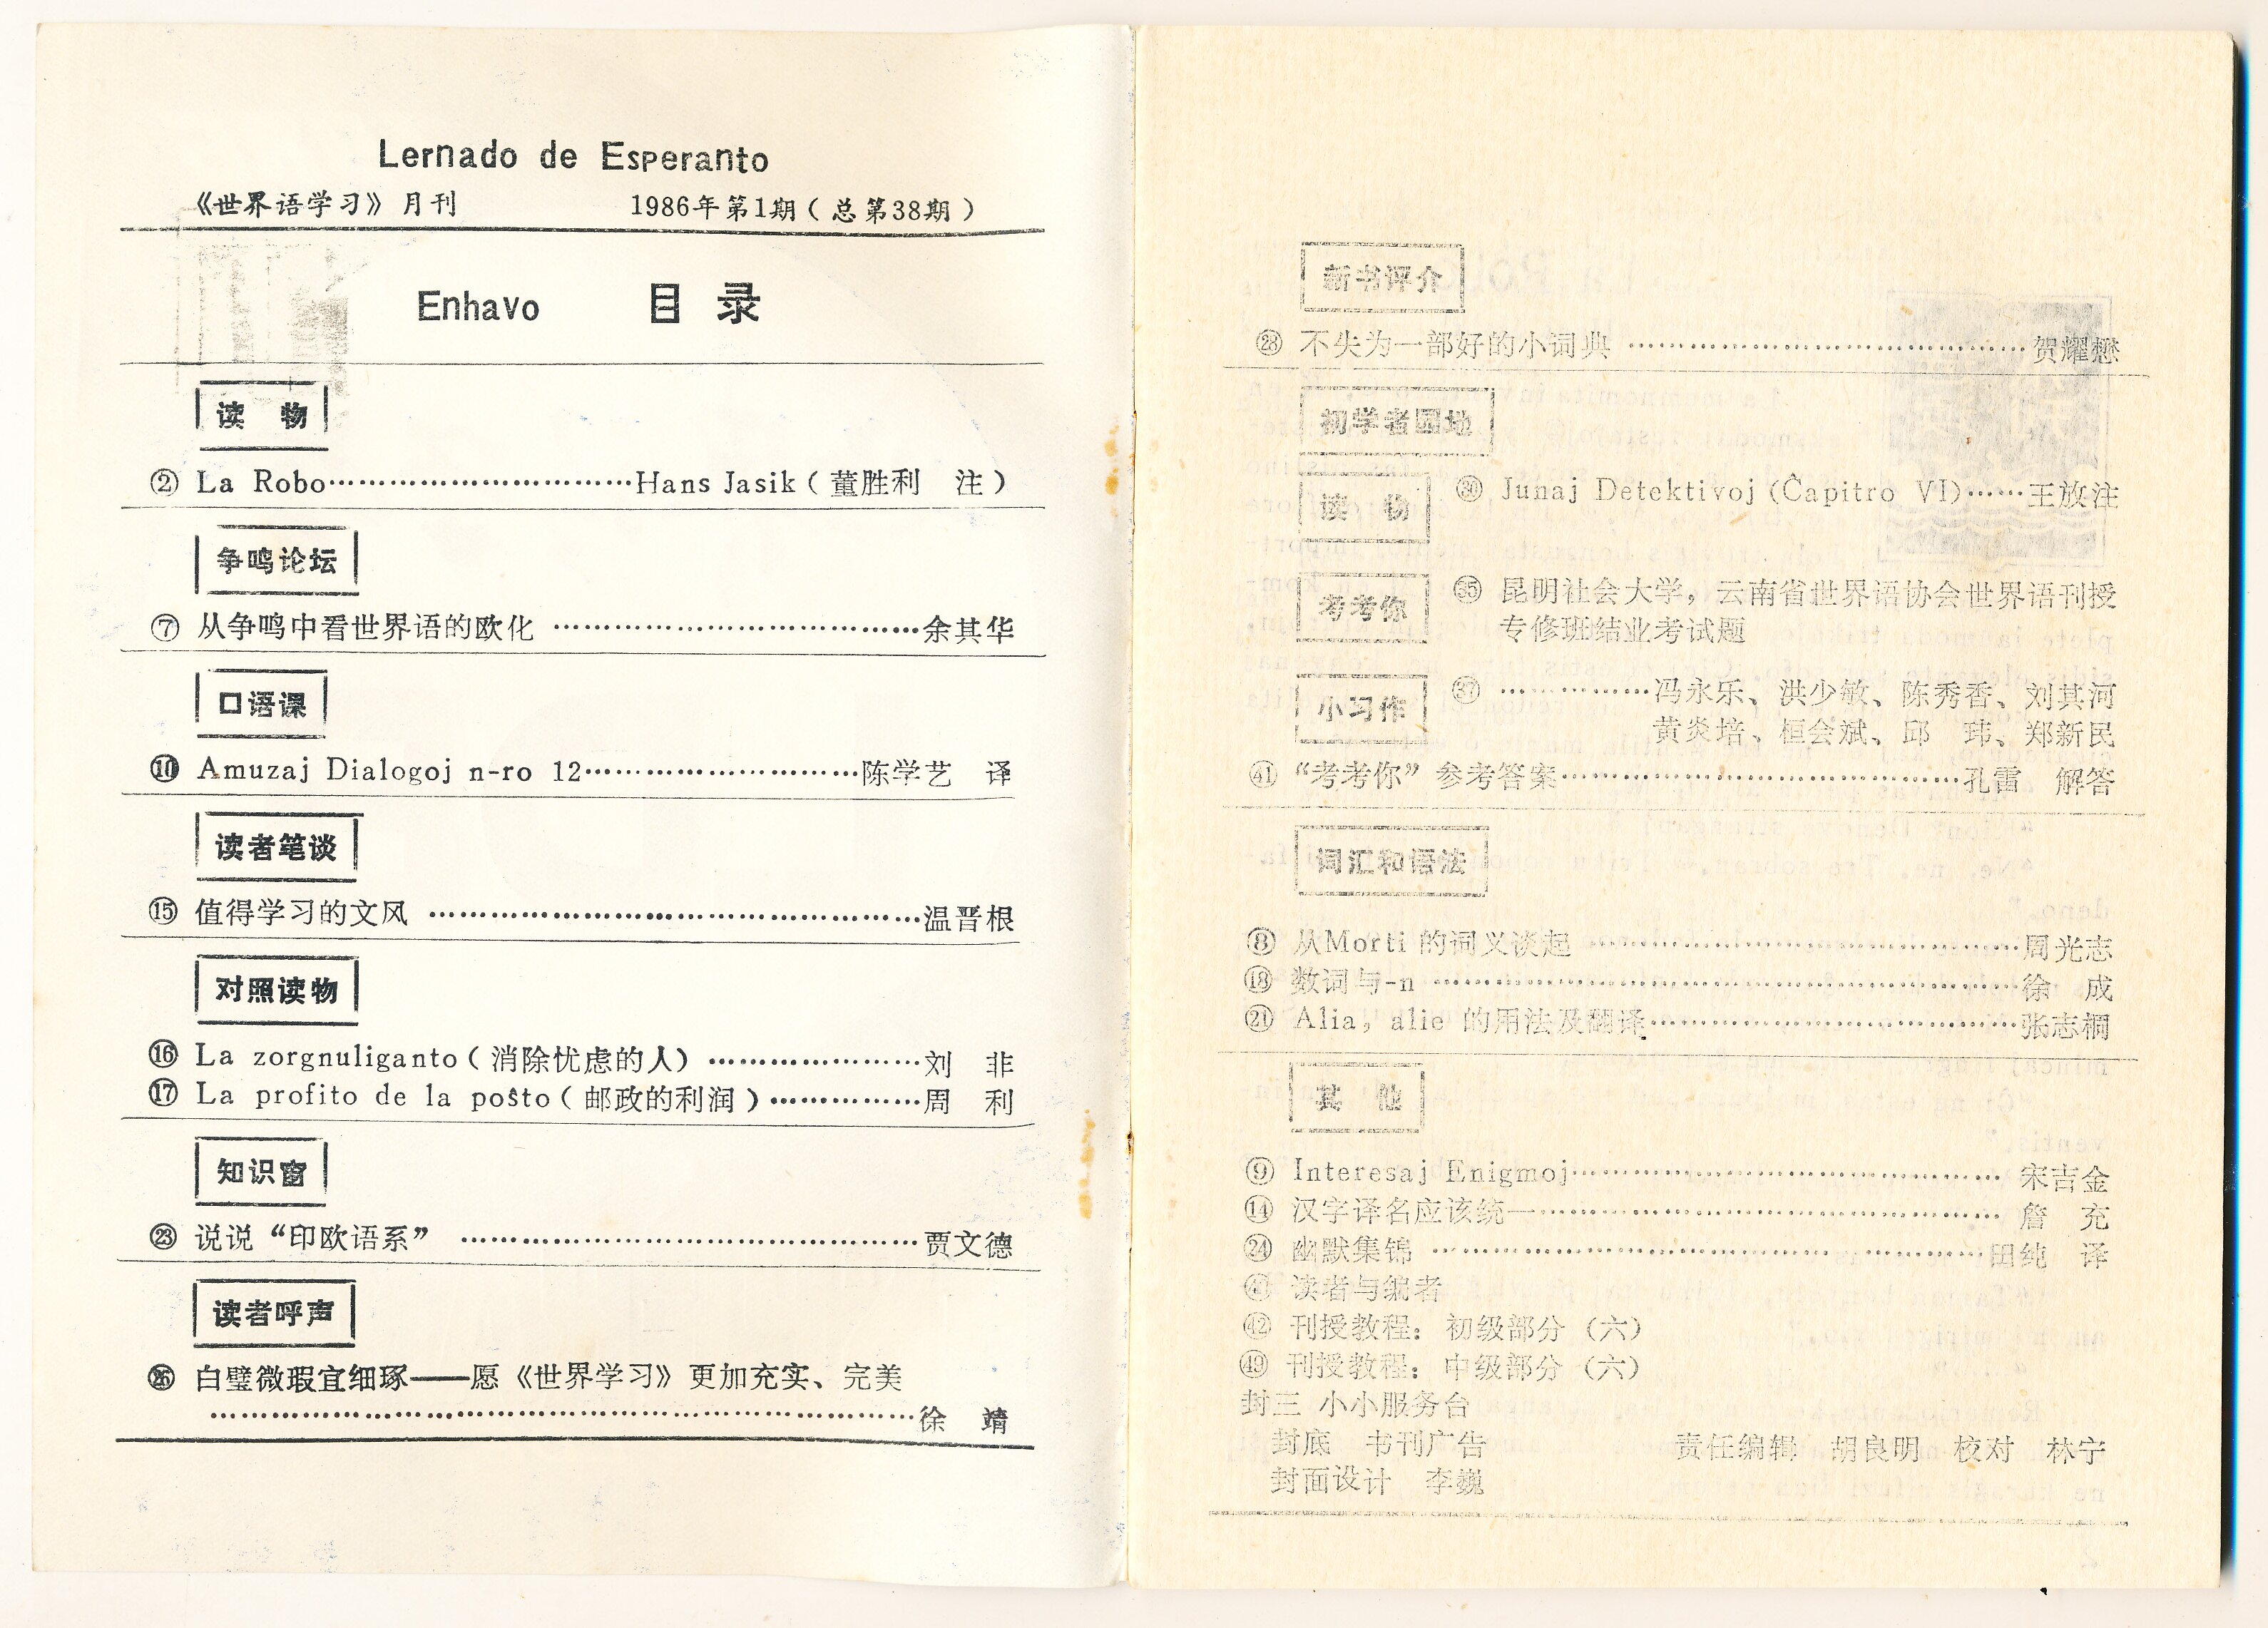 Lernado de Esperanto
《世界语学习》月刊 1986年第1期（总第38期）
Enhavo 目 录
读 物
② La Robo…………………………Hans Jasik（董胜利 注）
争鸣论坛
⑦ 从争鸣中看世界语的欧化 ………………………………余其华
口语课
⑩ Amuzaj Dialogoj n-ro 12………………………陈学艺 译
读者笔谈
⑮ 值得学习的文风 …………………………………………温晋根
对照读物
⑯ La zorgnuliganto（消除忧虑的人） …………………刘 非
⑰ La profito de la poŝto（邮政的利润）……………周 利
知识窗
㉓ 说说“印欧语系” ………………………………………贾文德
读者呼声
㉖ 白璧微瑕宜细琢——愿《世界学习》更加充实、完美
……………………………………………………………徐 靖
新书评介
㉘ 不失为一部好的小词典 …………………………………贺耀懋
初学者园地
读 物 ㉚ Junaj Detektivoj (Ĉapitro VI)……王放注
考考你 ㉟ 昆明社会大学，云南省世界语协会世界语刊授
专修班结业考试题
小习作 ㊲ ……………冯永乐、洪少敏、陈秀香、刘其河
黄炎培、桓会斌、邱 玮、郑新民
㊶ “考考你”参考答案…………………………………孔雷 解答
词汇和语法
⑧ 从Morti 的词义谈起 ……………………………………周光志
⑱ 数词与-n …………………………………………………徐 成
㉑ Alia, alie 的用法及翻译………………………………张志桐
其 他
⑨ Interesaj Enigmoj…………………………………… 宋吉金
⑭ 汉字译名应该统一……………………………………… 詹 充
㉔ 幽默集锦 ………………………………………………田纯 译
读者与编者
㊷ 刊授教程：初级部分（六）
㊾ 刊授教程：中级部分（六）
封三 小小服务台
封底 书刊广告 责任编辑 胡良明 校对 林宁
封面设计 李巍